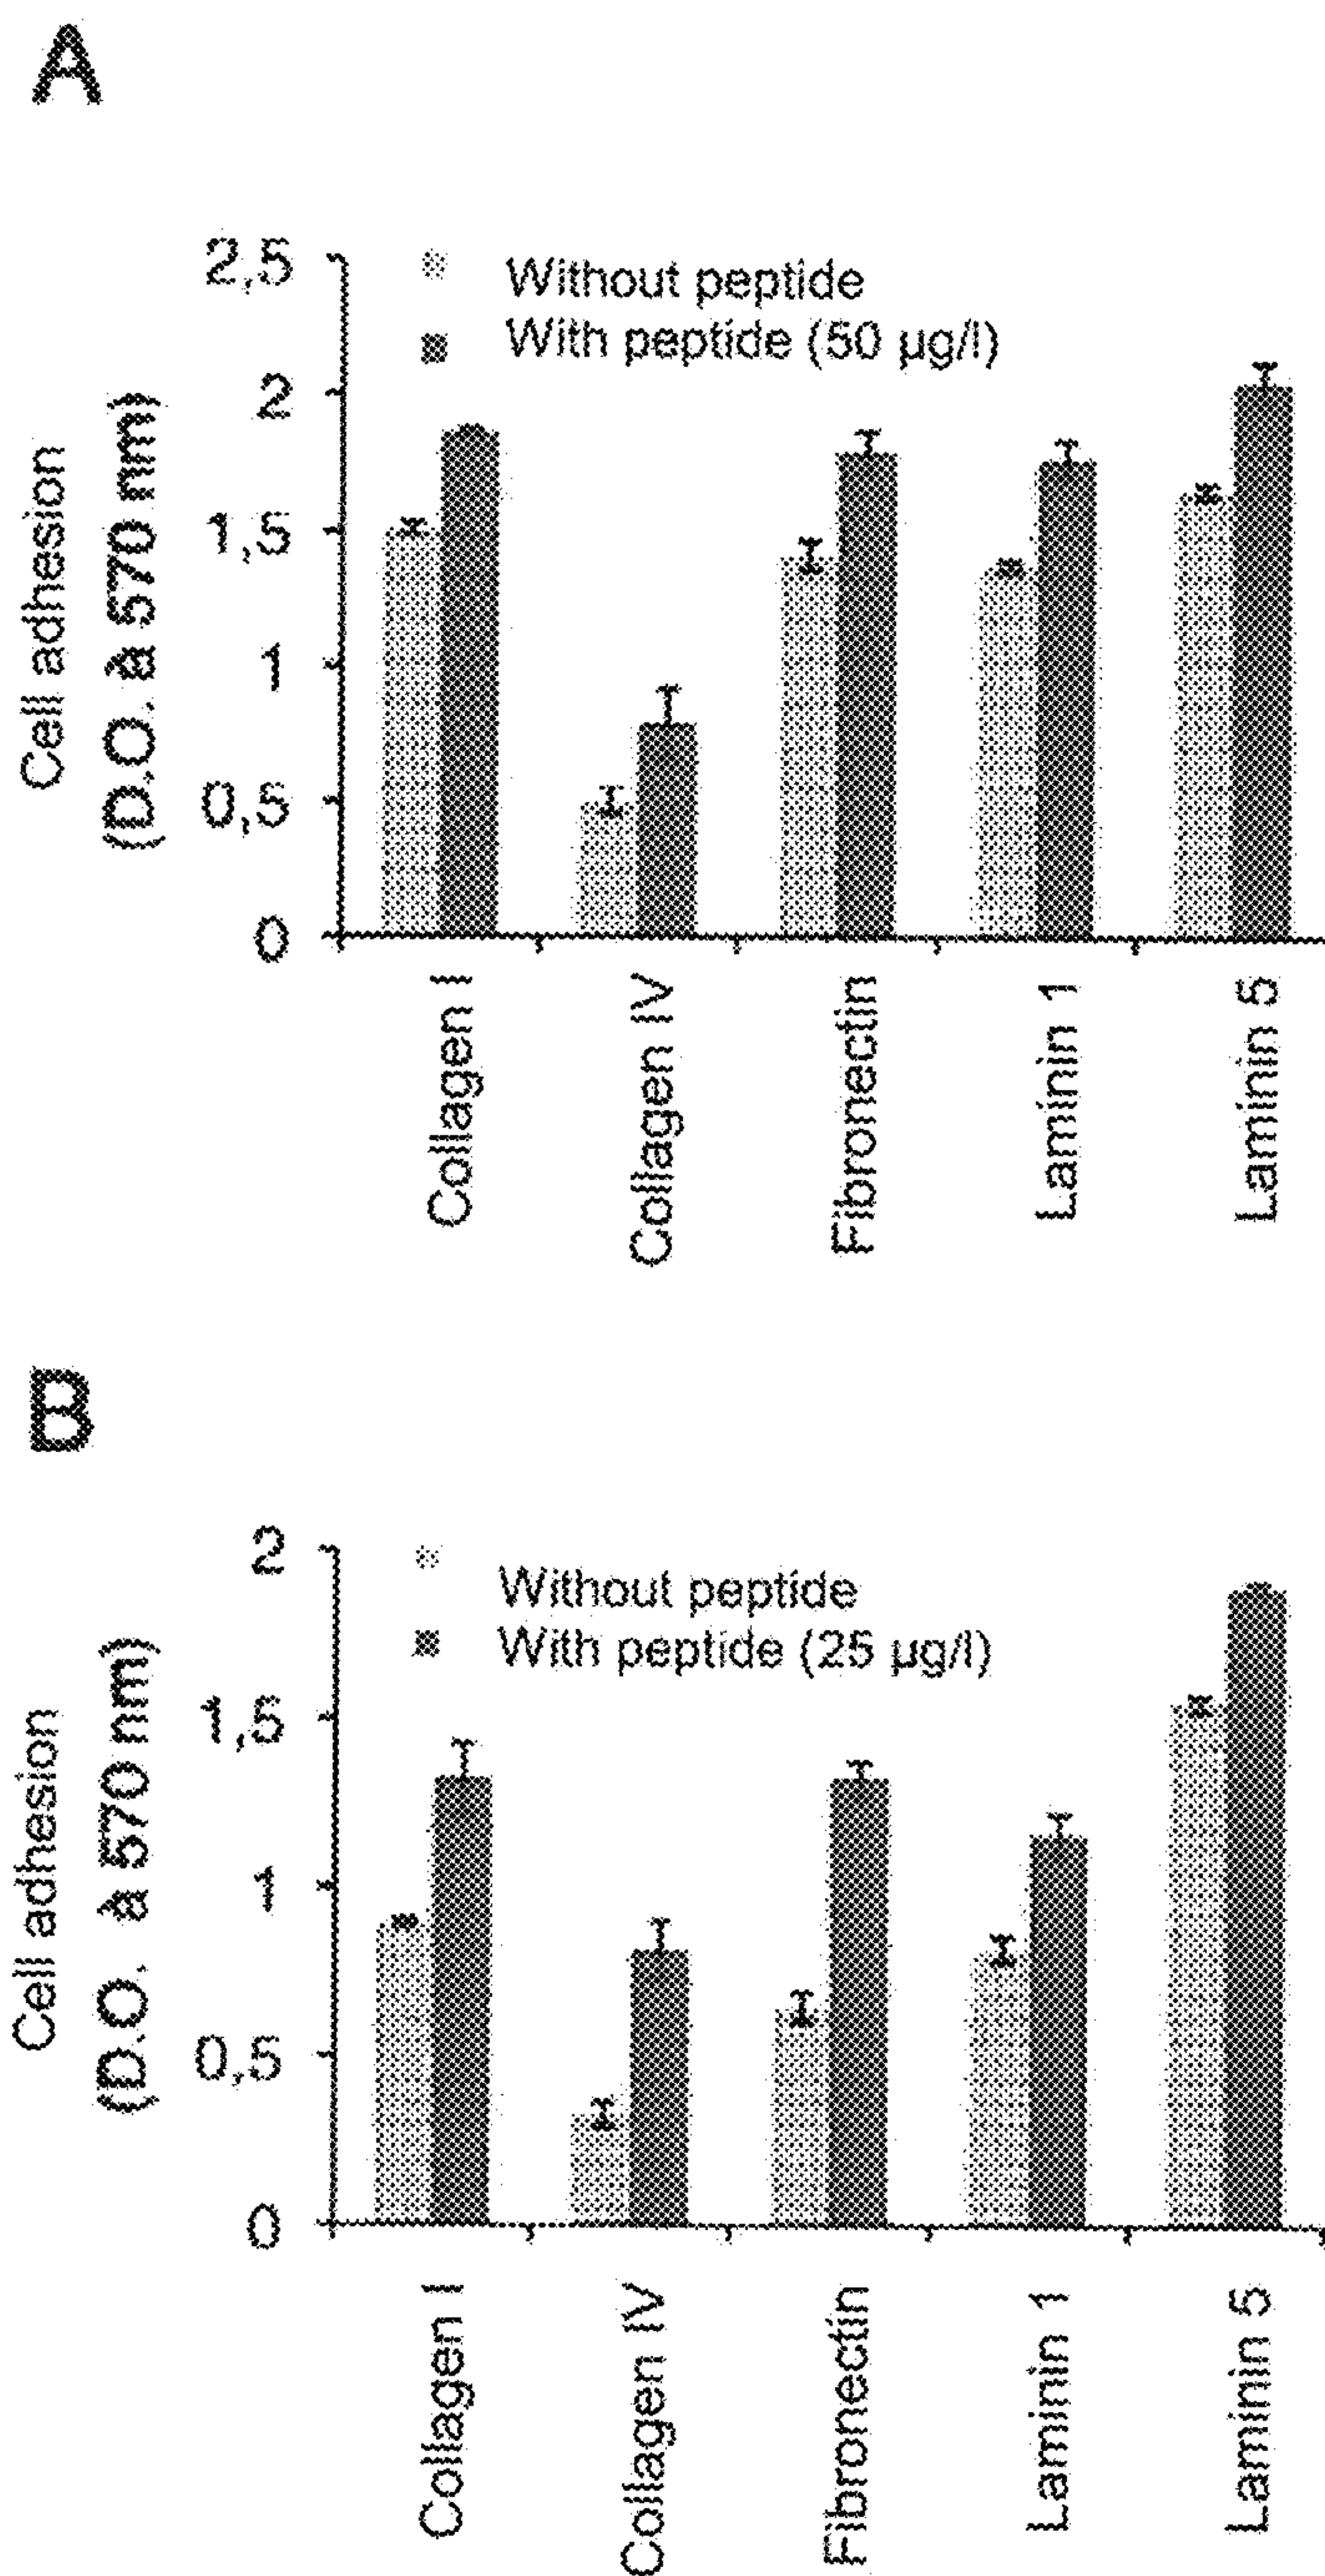 A
2,5
2
1,5
1
0,5
0
Cell adhesion
(D.O. à 570 nm)
Without peptide
With peptide (50 µg/l)
Collagen I
Collagen IV
Fibronectin
Laminin 1
Laminin 5
B
2
1,5
1
0,5
0
Cell adhesion
(D.O. à 570 nm)
Without peptide
With peptide (25 µg/l)
Collagen I
Collagen IV
Fibronectin
Laminin 1
Laminin 5